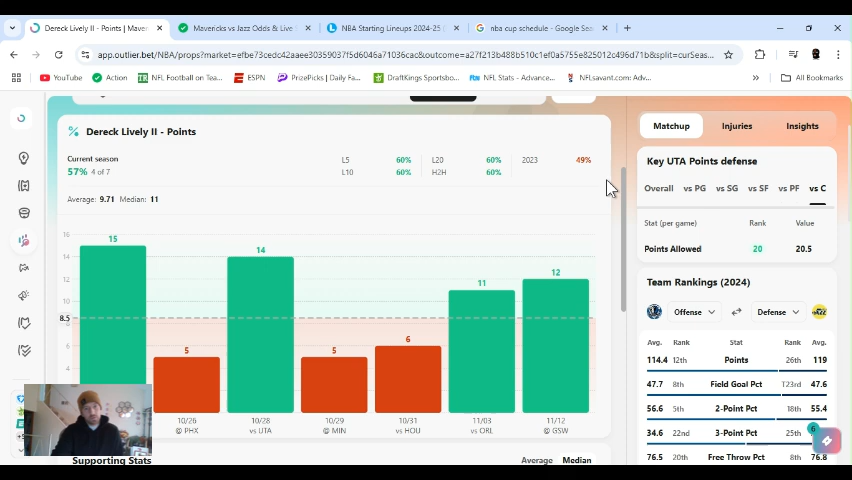 Dereck Lively II - Points | Maver
Mavericks vs Jazz Odds & Live
NBA Starting Lineups 2024-25
nba cup schedule - Google Sea
app.outlier.bet/NBA/props?market=efbe73cedc42aaee30359037f5d6046a71036cac&outcome=a27f213b488b510c1ef0a5755e825012c496d71b&split=curSeas...
YouTube
Action
NFL Football on Tea...
ESPN
PrizePicks | Daily Fa...
DraftKings Sportsbo...
NFL Stats - Advance...
NFLsavant.com: Adv...
All Bookmarks
Dereck Lively II - Points
Current season
57% 4 of 7
L5 60% L20 60% 2023 49%
L10 60% H2H 60%
Average: 9.71 Median: 11
16
14
12
10
8.5
4
15
5
14
5
6
11
12
10/26 10/28 10/29 10/31 11/03 11/12
@ PHX vs UTA @ MIN vs HOU vs ORL @ GSW
Supporting Stats
Average Median
Matchup Injuries Insights
Key UTA Points defense
Overall vs PG vs SG vs SF vs PF vs C
Stat (per game) Rank Value
Points Allowed 20 20.5
Team Rankings (2024)
Offense Defense
Avg. Rank Stat Rank Avg.
114.4 12th Points 26th 119
47.7 8th Field Goal Pct T23rd 47.6
56.6 5th 2-Point Pct 18th 55.4
34.6 22nd 3-Point Pct 25th
76.5 20th Free Throw Pct 8th 76.8
6